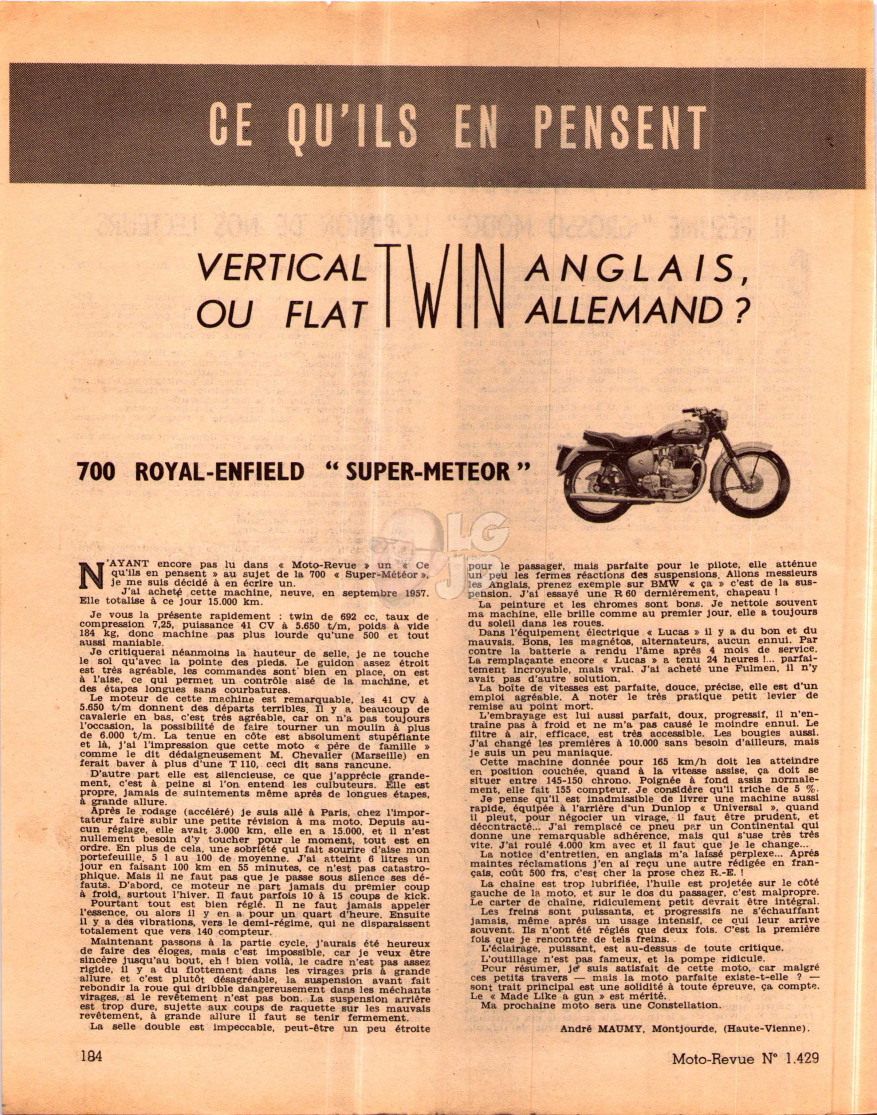 CE QU'ILS EN PENSENT
VERTICAL TWIN ANGLAIS,
OU FLAT ALLEMAND ?
700 ROYAL-ENFIELD “ SUPER-METEOR ”
LG
&
JP
N'AYANT encore pas lu dans « Moto-Revue » un « Ce
qu'ils en pensent » au sujet de la 700 « Super-Météor »,
je me suis décidé à en écrire un.
J'ai acheté cette machine, neuve, en septembre 1957.
Elle totalise à ce jour 15.000 km.
Je vous la présente rapidement : twin de 692 cc, taux de
compression 7,25, puissance 41 CV à 5.650 t/m, poids à vide
184 kg, donc machine pas plus lourde qu'une 500 et tout
aussi maniable.
Je critiquerai néanmoins la hauteur de selle, je ne touche
le sol qu'avec la pointe des pieds. Le guidon assez étroit
est très agréable, les commandes sont bien en place, on est
à l'aise, ce qui permet un contrôle aisé de la machine, et
des étapes longues sans courbatures.
Le moteur de cette machine est remarquable, les 41 CV à
5.650 t/m donnent des départs terribles. Il y a beaucoup de
cavalerie en bas, c'est très agréable, car on n'a pas toujours
l'occasion, la possibilité de faire tourner un moulin à plus
de 6.000 t/m. La tenue en côte est absolument stupéfiante
et là, j'ai l'impression que cette moto « père de famille »
comme le dit dédaigneusement M. Chevalier (Marseille) en
ferait baver à plus d'une T 110, ceci dit sans rancune.
D'autre part elle est silencieuse, ce que j'apprécie grande-
ment, c'est à peine si l'on entend les culbuteurs. Elle est
propre, jamais de suintements même après de longues étapes,
à grande allure.
Après le rodage (accéléré) je suis allé à Paris, chez l'impor-
tateur faire subir une petite révision à ma moto. Depuis au-
cun réglage, elle avait 3.000 km, elle en a 15.000, et il n'est
nullement besoin d'y toucher pour le moment, tout est en
ordre. En plus de cela, une sobriété qui fait sourire d'aise mon
portefeuille, 5 l au 100 de moyenne. J'ai atteint 6 litres un
jour en faisant 100 km en 55 minutes, ce n'est pas catastro-
phique. Mais il ne faut pas que je passe sous silence ses dé-
fauts. D'abord, ce moteur ne part jamais du premier coup
à froid, surtout l'hiver. Il faut parfois 10 à 15 coups de kick.
Pourtant tout est bien réglé. Il ne faut jamais appeler
l'essence, ou alors il y en a pour un quart d'heure. Ensuite
il y a des vibrations, vers le demi-régime, qui ne disparaissent
totalement que vers 140 compteur.
Maintenant passons à la partie cycle, j'aurais été heureux
de faire des éloges, mais c'est impossible, car je veux être
sincère jusqu'au bout, eh ! bien voilà, le cadre n'est pas assez
rigide, il y a du flottement dans les virages pris à grande
allure et c'est plutôt désagréable, la suspension avant fait
rebondir la roue qui dribble dangereusement dans les méchants
virages, si le revêtement n'est pas bon. La suspension arrière
est trop dure, sujette aux coups de raquette sur les mauvais
revêtement, à grande allure il faut se tenir fermement.
La selle double est impeccable, peut-être un peu étroite
pour le passager, mais parfaite pour le pilote, elle atténue
un peu les fermes réactions des suspensions. Allons messieurs
les Anglais, prenez exemple sur BMW « ça » c'est de la sus-
pension. J'ai essayé une R 60 dernièrement, chapeau !
La peinture et les chromes sont bons. Je nettoie souvent
ma machine, elle brille comme au premier jour, elle a toujours
du soleil dans les roues.
Dans l'équipement électrique « Lucas » il y a du bon et du
mauvais. Bons, les magnétos, alternateurs, aucun ennui. Par
contre la batterie a rendu l'âme après 4 mois de service.
La remplaçante encore « Lucas » a tenu 24 heures !... parfai-
tement incroyable, mais vrai. J'ai acheté une Fulmen, il n'y
avait pas d'autre solution.
La boîte de vitesses est parfaite, douce, précise, elle est d'un
emploi agréable. A noter le très pratique petit levier de
remise au point mort.
L'embrayage est lui aussi parfait, doux, progressif, il n'en-
traîne pas à froid et ne m'a pas causé le moindre ennui. Le
filtre à air, efficace, est très accessible. Les bougies aussi.
J'ai changé les premières à 10.000 sans besoin d'ailleurs, mais
je suis un peu maniaque.
Cette machine donnée pour 165 km/h doit les atteindre
en position couchée, quand à la vitesse assise, ça doit se
situer entre 145-150 chrono. Poignée à fond assis normale-
ment, elle fait 155 compteur. Je considère qu'il triche de 5 %.
Je pense qu'il est inadmissible de livrer une machine aussi
rapide, équipée à l'arrière d'un Dunlop « Universal », quand
il pleut, pour négocier un virage, il faut être prudent, et
décontracté... J'ai remplacé ce pneu par un Continental qui
donne une remarquable adhérence, mais qui s'use très très
vite. J'ai roulé 4.000 km avec et il faut que je le change...
La notice d'entretien, en anglais m'a laissé perplexe... Après
maintes réclamations j'en ai reçu une autre rédigée en fran-
çais, coût 500 frs, c'est cher la prose chez R.-E. !
La chaîne est trop lubrifiée, l'huile est projetée sur le côté
gauche de la moto, et sur le dos du passager, c'est malpropre.
Le carter de chaîne, ridiculement petit devrait être intégral.
Les freins sont puissants, et progressifs ne s'échauffant
jamais, même après un usage intensif, ce qui leur arrive
souvent. Ils n'ont été réglés que deux fois. C'est la première
fois que je rencontre de tels freins.
L'éclairage, puissant, est au-dessus de toute critique.
L'outillage n'est pas fameux, et la pompe ridicule.
Pour résumer, je suis satisfait de cette moto, car malgré
ces petits travers — mais la moto parfaite existe-t-elle ? —
son trait principal est une solidité à toute épreuve, ça compte.
Le « Made Like a gun » est mérité.
Ma prochaine moto sera une Constellation.
André MAUMY, Montjourde, (Haute-Vienne).
184
Moto-Revue N° 1.429